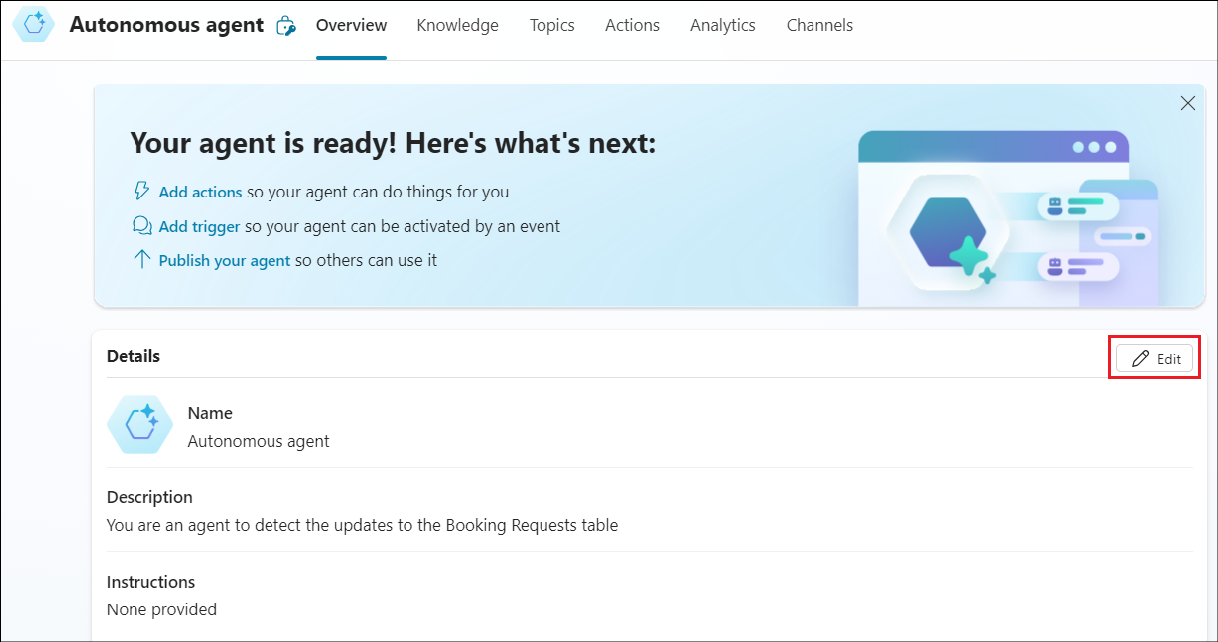 Autonomous agent Overview Knowledge Topics Actions Analytics Channels
Your agent is ready! Here's what's next:
Add actions so your agent can do things for you
Add trigger so your agent can be activated by an event
Publish your agent so others can use it
Details Edit
Name
Autonomous agent
Description
You are an agent to detect the updates to the Booking Requests table
Instructions
None provided